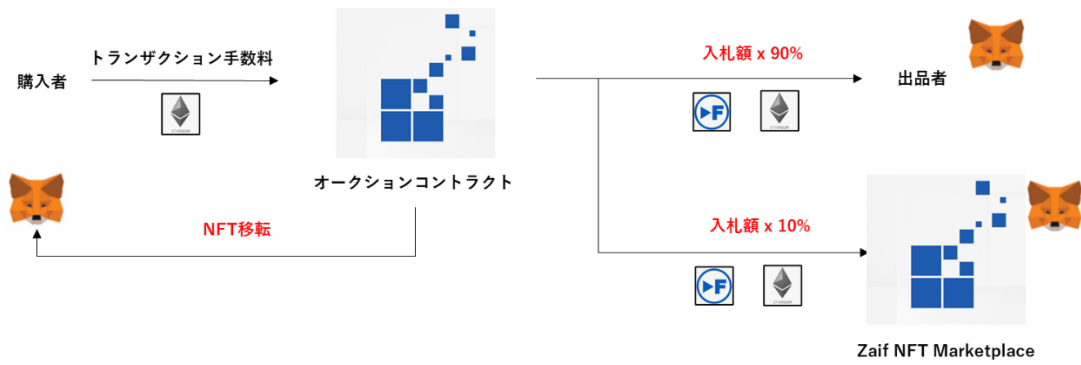 トランザクション手数料
購入者
オークションコントラクト
NFT移転
入札額 x 90%
出品者
F
入札額 x 10%
F
Zaif NFT Marketplace